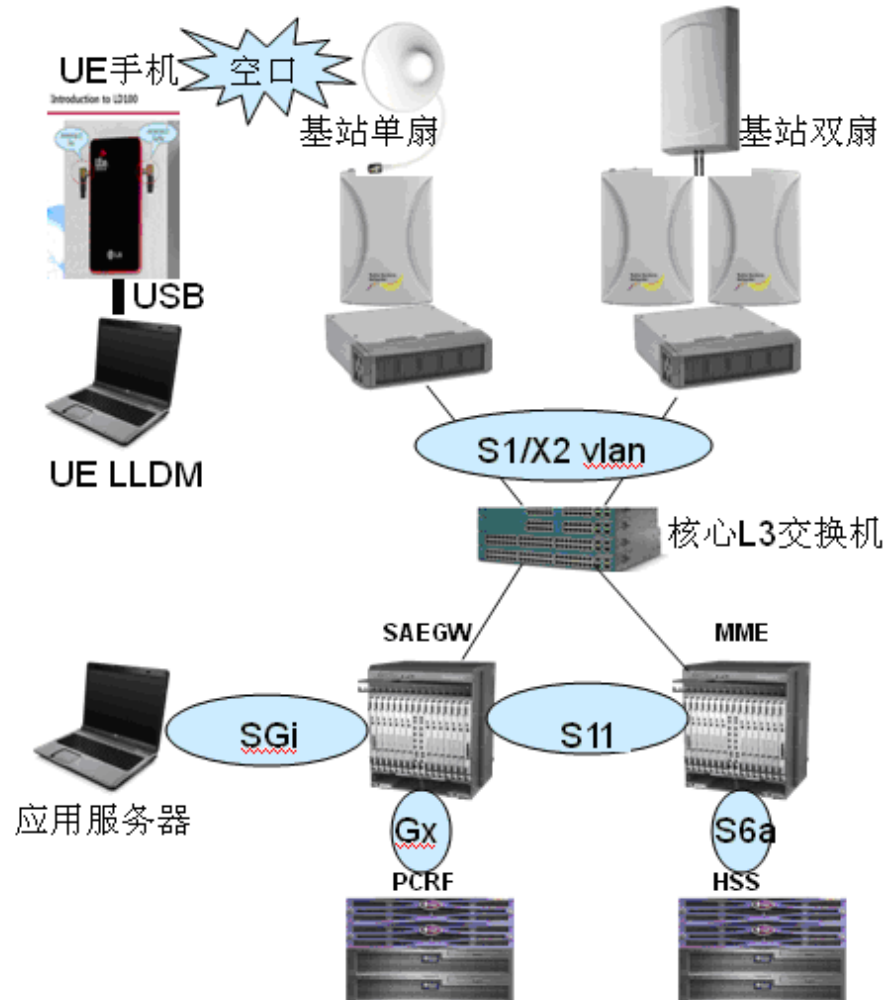 UE手机
空口
Introduction to LD100
基站单扇
基站双扇
LG
USB
UE LLDM
S1/X2 vlan
核心L3交换机
SAEGW
MME
SGi
S11
应用服务器
Gx
S6a
PCRF
HSS